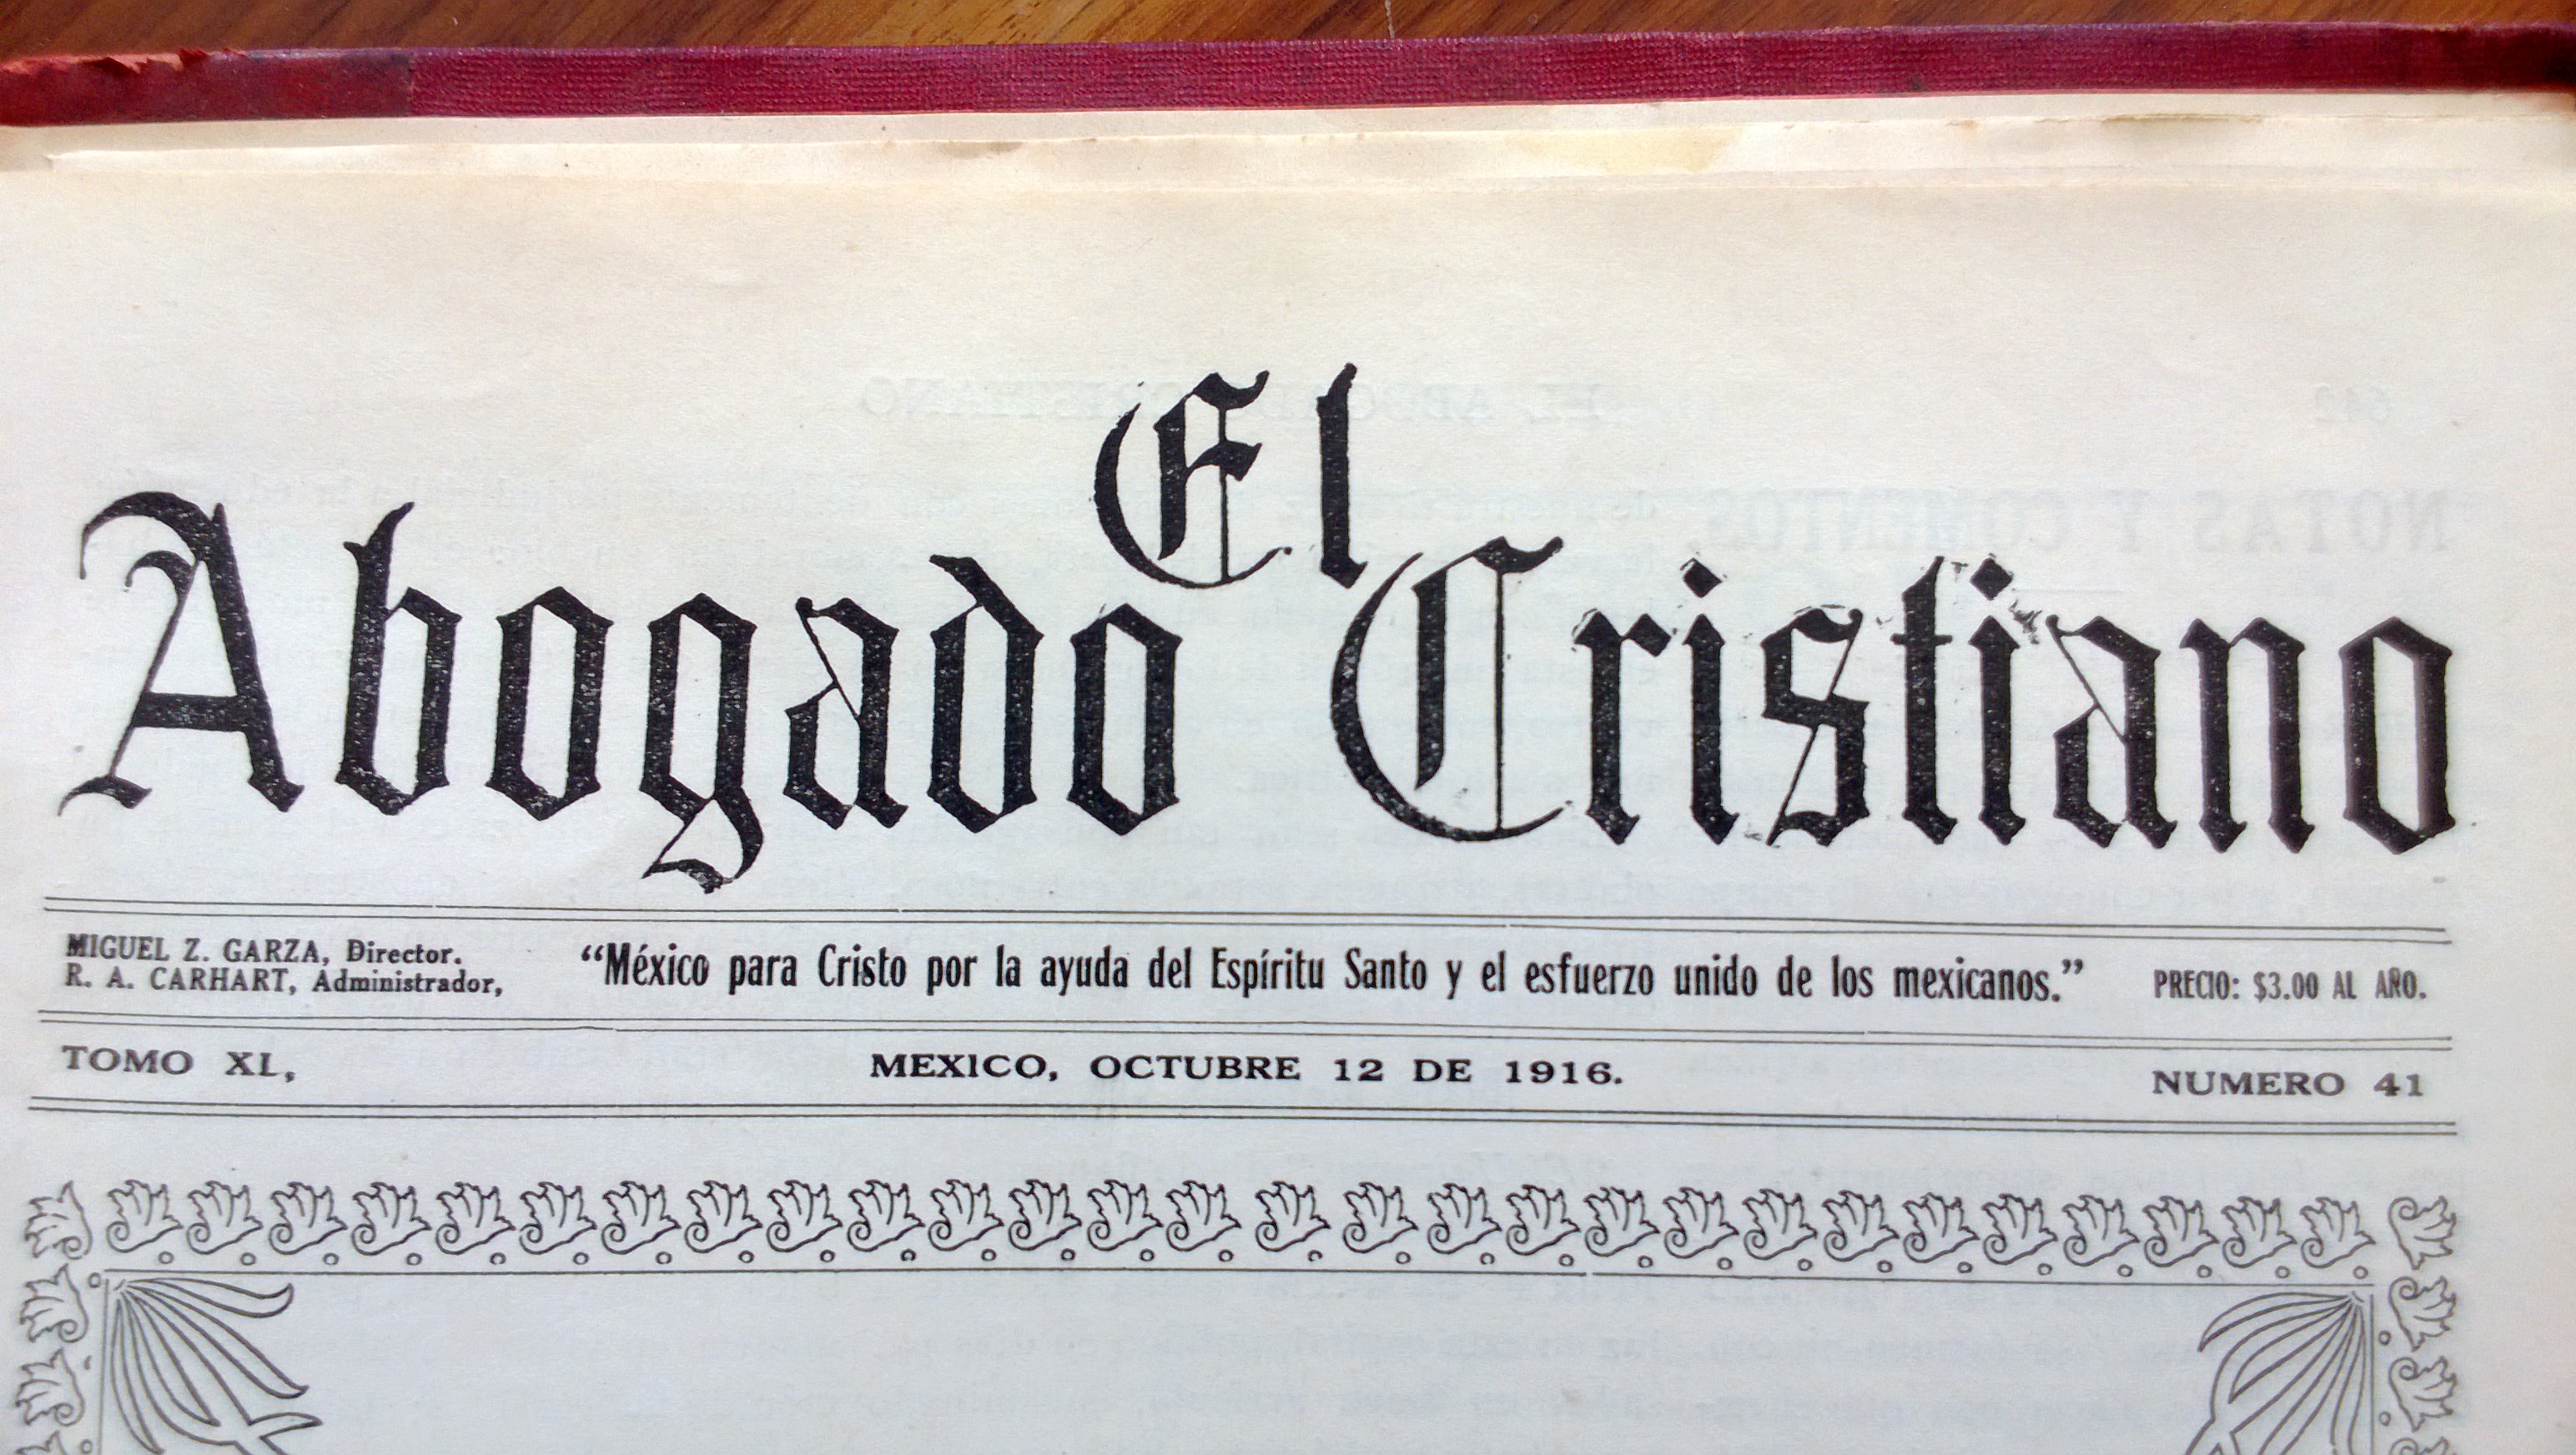 El
Abogado Cristiano
MIGUEL Z. GARZA, Director.
R. A. CARHART, Administrador,
“México para Cristo por la ayuda del Espíritu Santo y el esfuerzo unido de los mexicanos.”
PRECIO: $3.00 AL AÑO.
TOMO XL,
MEXICO, OCTUBRE 12 DE 1916.
NUMERO 41